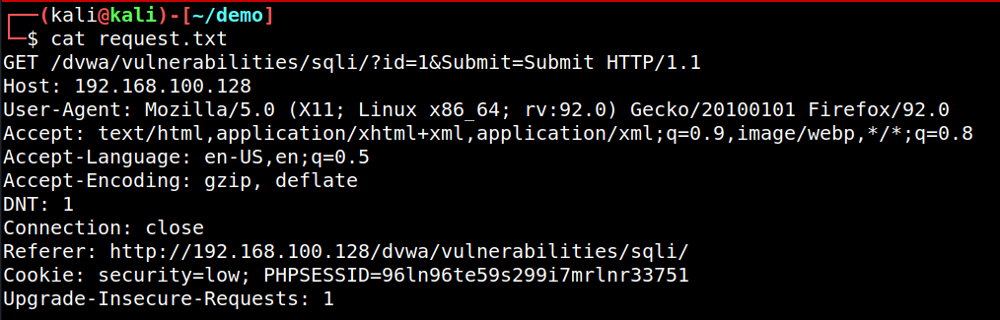 ┌──(kali@kali)-[~/demo]
└─$ cat request.txt
GET /dvwa/vulnerabilities/sqli/?id=1&Submit=Submit HTTP/1.1
Host: 192.168.100.128
User-Agent: Mozilla/5.0 (X11; Linux x86_64; rv:92.0) Gecko/20100101 Firefox/92.0
Accept: text/html,application/xhtml+xml,application/xml;q=0.9,image/webp,*/*;q=0.8
Accept-Language: en-US,en;q=0.5
Accept-Encoding: gzip, deflate
DNT: 1
Connection: close
Referer: http://192.168.100.128/dvwa/vulnerabilities/sqli/
Cookie: security=low; PHPSESSID=96ln96te59s299i7mrlnr33751
Upgrade-Insecure-Requests: 1